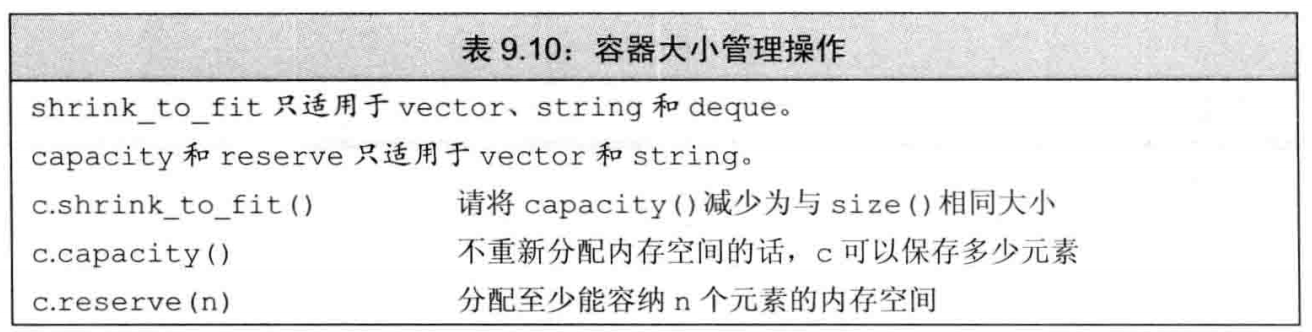 表 9.10：容器大小管理操作
shrink_to_fit 只适用于 vector、string 和 deque。
capacity 和 reserve 只适用于 vector 和 string。
c.shrink_to_fit() 请将 capacity()减少为与 size()相同大小
c.capacity() 不重新分配内存空间的话，c 可以保存多少元素
c.reserve(n) 分配至少能容纳 n 个元素的内存空间